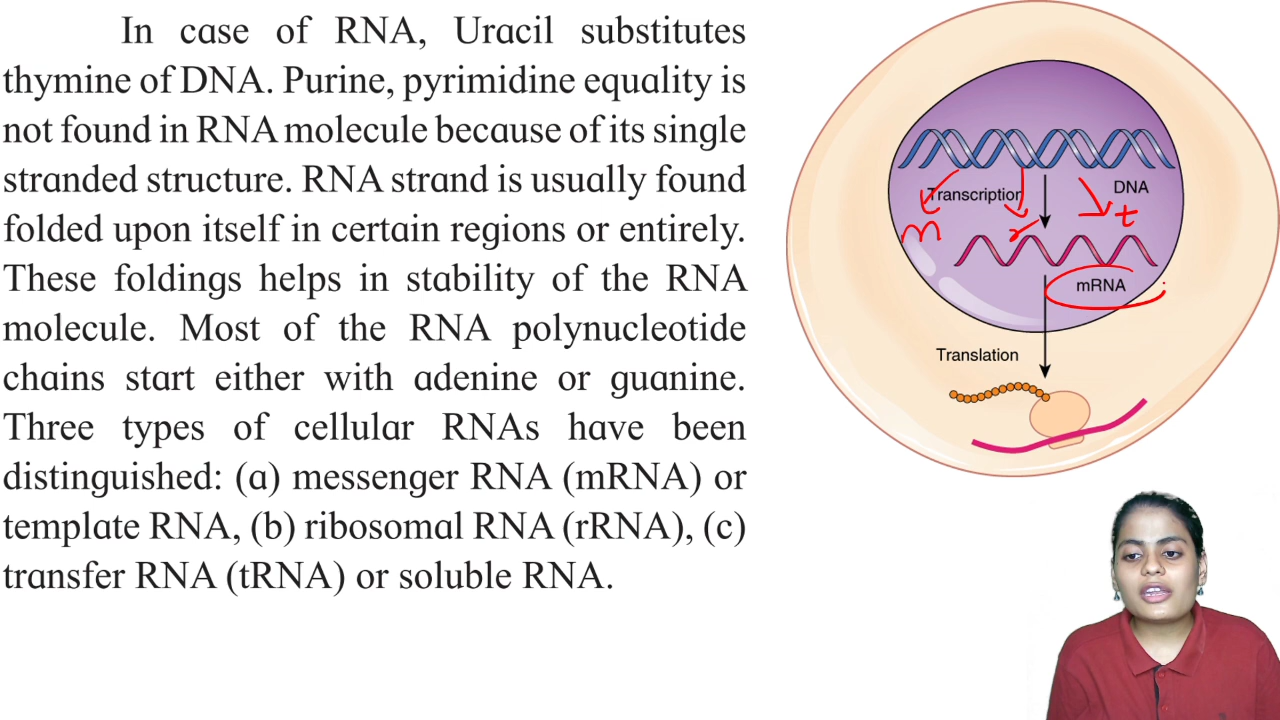 In case of RNA, Uracil substitutes
thymine of DNA. Purine, pyrimidine equality is
not found in RNA molecule because of its single
stranded structure. RNA strand is usually found
folded upon itself in certain regions or entirely.
These foldings helps in stability of the RNA
molecule. Most of the RNA polynucleotide
chains start either with adenine or guanine.
Three types of cellular RNAs have been
distinguished: (a) messenger RNA (mRNA) or
template RNA, (b) ribosomal RNA (rRNA), (c)
transfer RNA (tRNA) or soluble RNA.
Transcription
DNA
m r t
mRNA
Translation